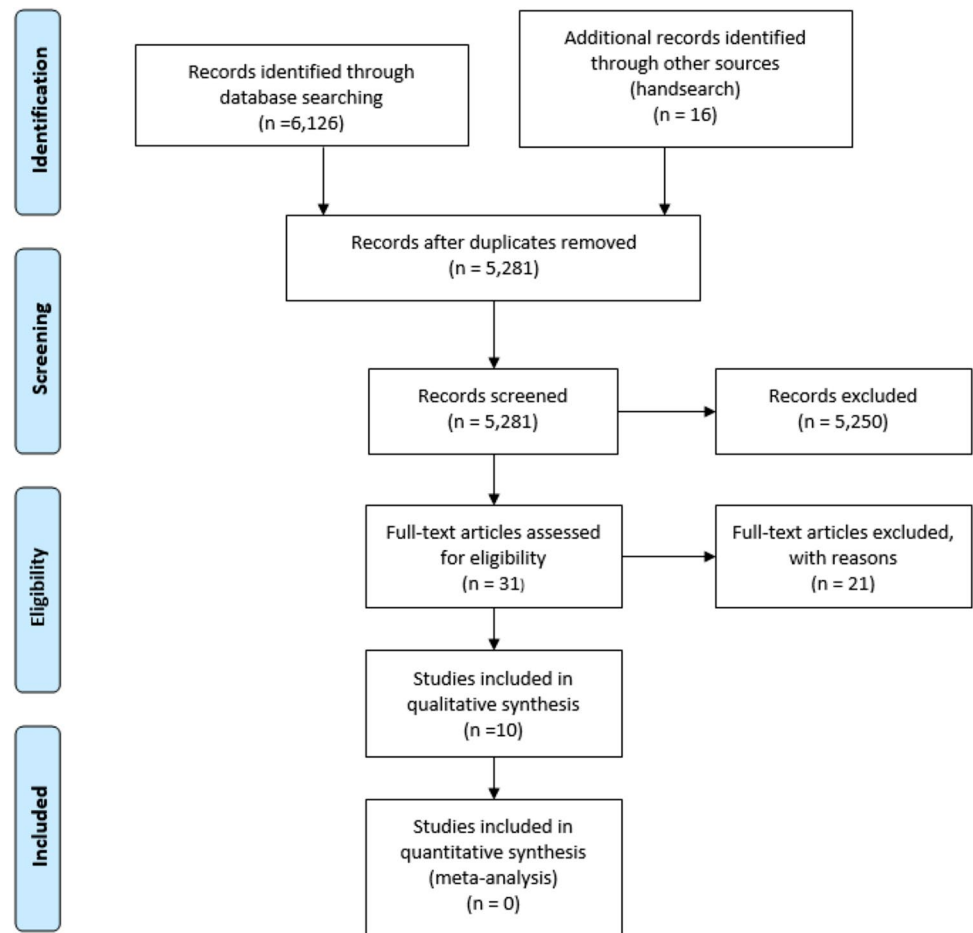 Identification
Records identified through
database searching
(n =6,126)
Additional records identified
through other sources
(handsearch)
(n = 16)
Records after duplicates removed
(n = 5,281)
Screening
Records screened
(n = 5,281)
Records excluded
(n = 5,250)
Eligibility
Full-text articles assessed
for eligibility
(n = 31)
Full-text articles excluded,
with reasons
(n = 21)
Studies included in
qualitative synthesis
(n =10)
Included
Studies included in
quantitative synthesis
(meta-analysis)
(n = 0)